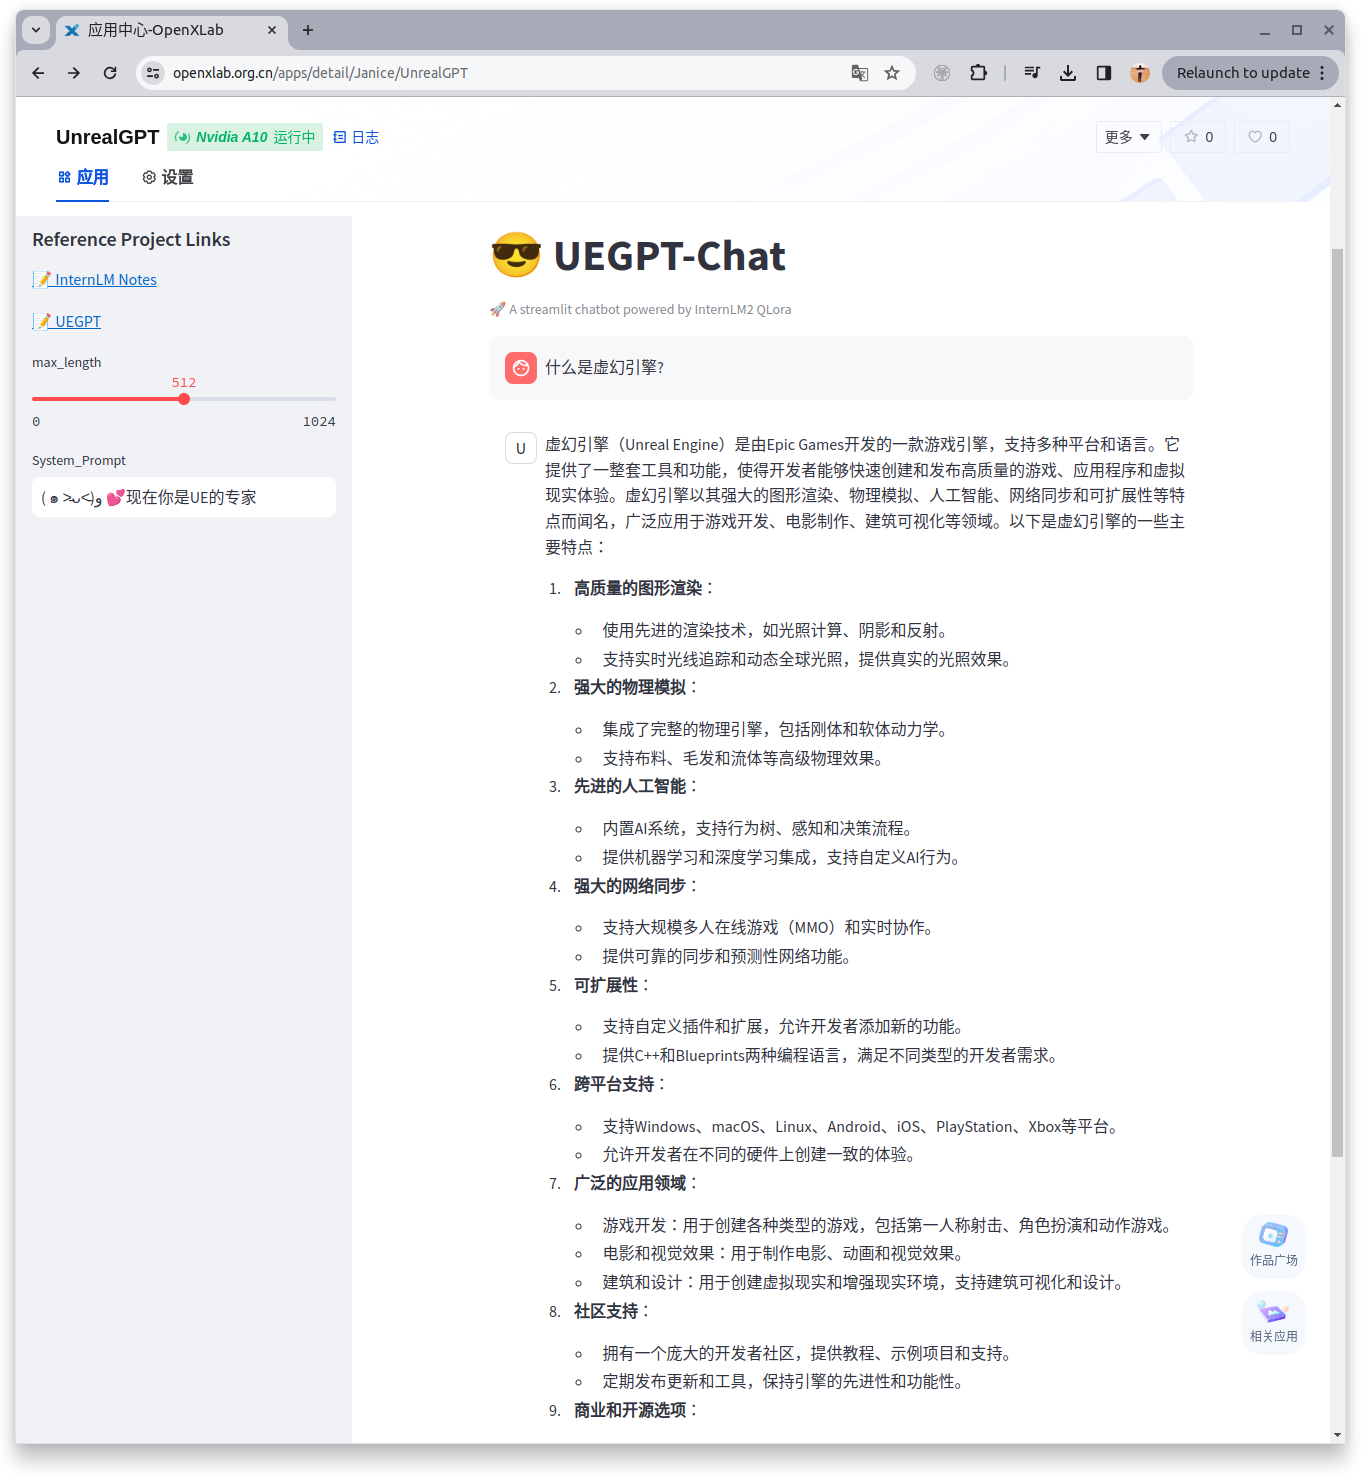 应用中心-OpenXLab
openxlab.org.cn/apps/detail/Janice/UnrealGPT
Relaunch to update
UnrealGPT
Nvidia A10 运行中
日志
更多
0
0
应用
设置
Reference Project Links
📝 InternLM Notes
📝 UEGPT
max_length
512
0
1024
System_Prompt
💕现在你是UE的专家
😎 UEGPT-Chat
🚀 A streamlit chatbot powered by InternLM2 QLora
什么是虚幻引擎?
U
虚幻引擎（Unreal Engine）是由Epic Games开发的一款游戏引擎，支持多种平台和语言。它
提供了一整套工具和功能，使得开发者能够快速创建和发布高质量的游戏、应用程序和虚拟
现实体验。虚幻引擎以其强大的图形渲染、物理模拟、人工智能、网络同步和可扩展性等特
点而闻名，广泛应用于游戏开发、电影制作、建筑可视化等领域。以下是虚幻引擎的一些主
要特点：
1. 高质量的图形渲染：
使用先进的渲染技术，如光照计算、阴影和反射。
支持实时光线追踪和动态全球光照，提供真实的光照效果。
2. 强大的物理模拟：
集成了完整的物理引擎，包括刚体和软体动力学。
支持布料、毛发和流体等高级物理效果。
3. 先进的人工智能：
内置AI系统，支持行为树、感知和决策流程。
提供机器学习和深度学习集成，支持自定义AI行为。
4. 强大的网络同步：
支持大规模多人在线游戏（MMO）和实时协作。
提供可靠的同步和预测性网络功能。
5. 可扩展性：
支持自定义插件和扩展，允许开发者添加新的功能。
提供C++和Blueprints两种编程语言，满足不同类型的开发者需求。
6. 跨平台支持：
支持Windows、macOS、Linux、Android、iOS、PlayStation、Xbox等平台。
允许开发者在不同的硬件上创建一致的体验。
7. 广泛的应用领域：
游戏开发：用于创建各种类型的游戏，包括第一人称射击、角色扮演和动作游戏。
电影和视觉效果：用于制作电影、动画和视觉效果。
建筑和设计：用于创建虚拟现实和增强现实环境，支持建筑可视化和设计。
8. 社区支持：
拥有一个庞大的开发者社区，提供教程、示例项目和支持。
定期发布更新和工具，保持引擎的先进性和功能性。
9. 商业和开源选项：
作品广场
相关应用